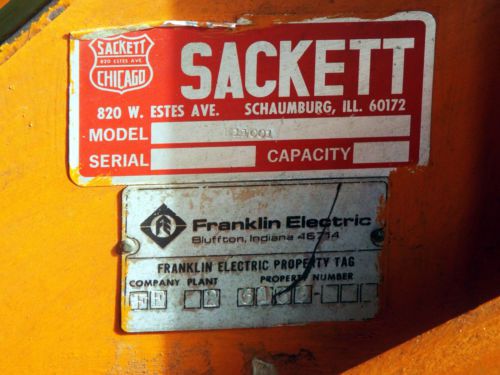 SACKETT
820 ESTES AVE.
CHICAGO
SACKETT
820 W. ESTES AVE. SCHAUMBURG, ILL. 60172
MODEL
SERIAL CAPACITY
FE Franklin Electric
Bluffton, Indiana 46714
FRANKLIN ELECTRIC PROPERTY TAG
COMPANY PLANT PROPERTY NUMBER